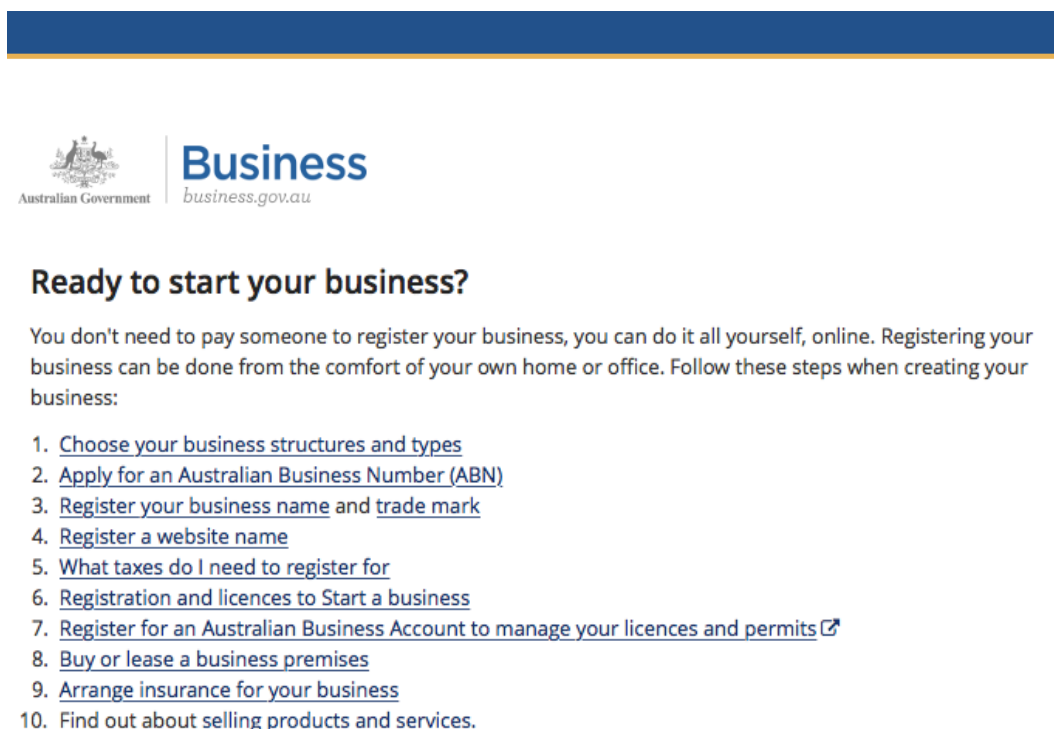 Australian Government
Business
business.gov.au
Ready to start your business?
You don't need to pay someone to register your business, you can do it all yourself, online. Registering your
business can be done from the comfort of your own home or office. Follow these steps when creating your
business:
1. Choose your business structures and types
2. Apply for an Australian Business Number (ABN)
3. Register your business name and trade mark
4. Register a website name
5. What taxes do I need to register for
6. Registration and licences to Start a business
7. Register for an Australian Business Account to manage your licences and permits
8. Buy or lease a business premises
9. Arrange insurance for your business
10. Find out about selling products and services.